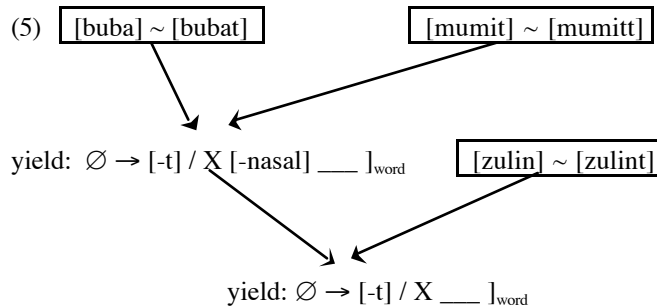 (5) [buba] ~ [bubat] [mumit] ~ [mumitt]
yield: ∅ → [-t] / X [-nasal] ___ ]word [zulin] ~ [zulint]
yield: ∅ → [-t] / X ___ ]word